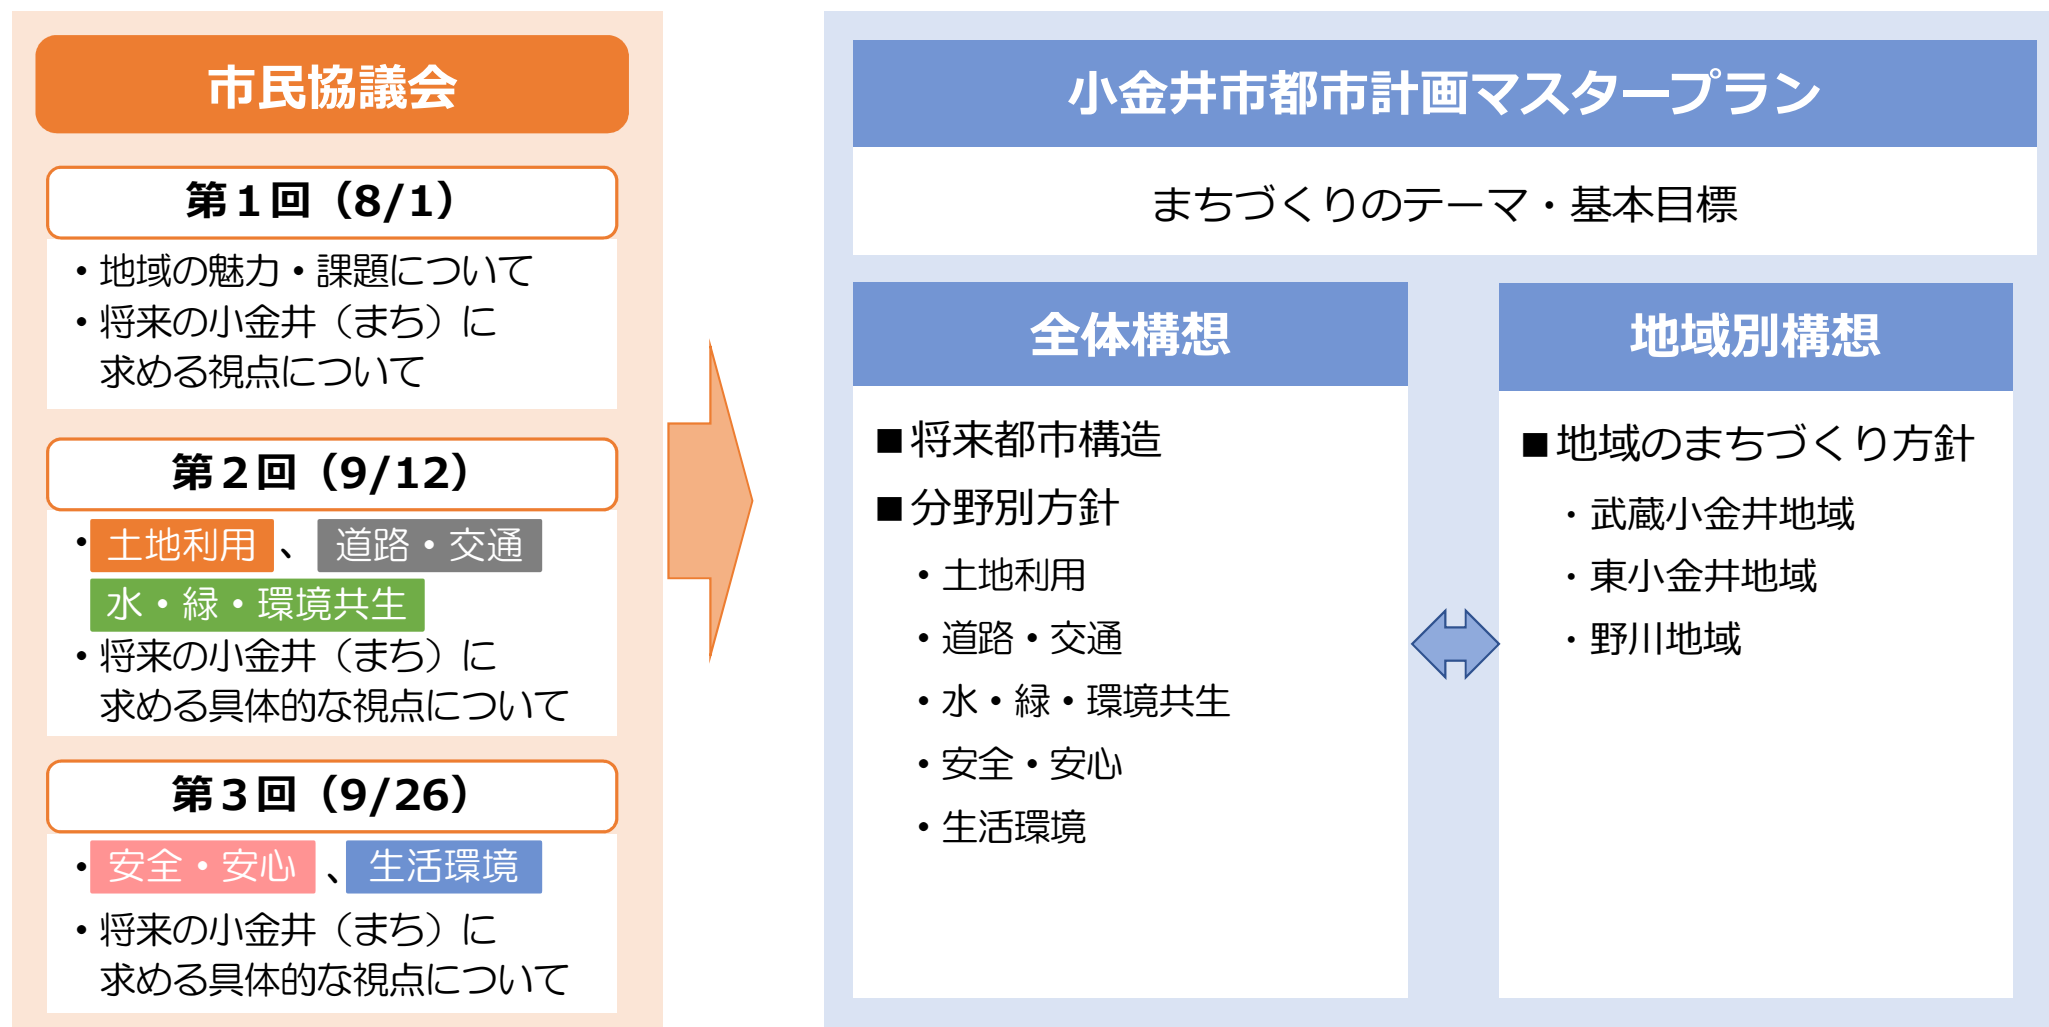 市民協議会
第１回（8/1）
・地域の魅力・課題について
・将来の小金井（まち）に
求める視点について
第２回（9/12）
・土地利用、道路・交通
水・緑・環境共生
・将来の小金井（まち）に
求める具体的な視点について
第３回（9/26）
・安全・安心、生活環境
・将来の小金井（まち）に
求める具体的な視点について
小金井市都市計画マスタープラン
まちづくりのテーマ・基本目標
全体構想
■将来都市構造
■分野別方針
・土地利用
・道路・交通
・水・緑・環境共生
・安全・安心
・生活環境
地域別構想
■地域のまちづくり方針
・武蔵小金井地域
・東小金井地域
・野川地域